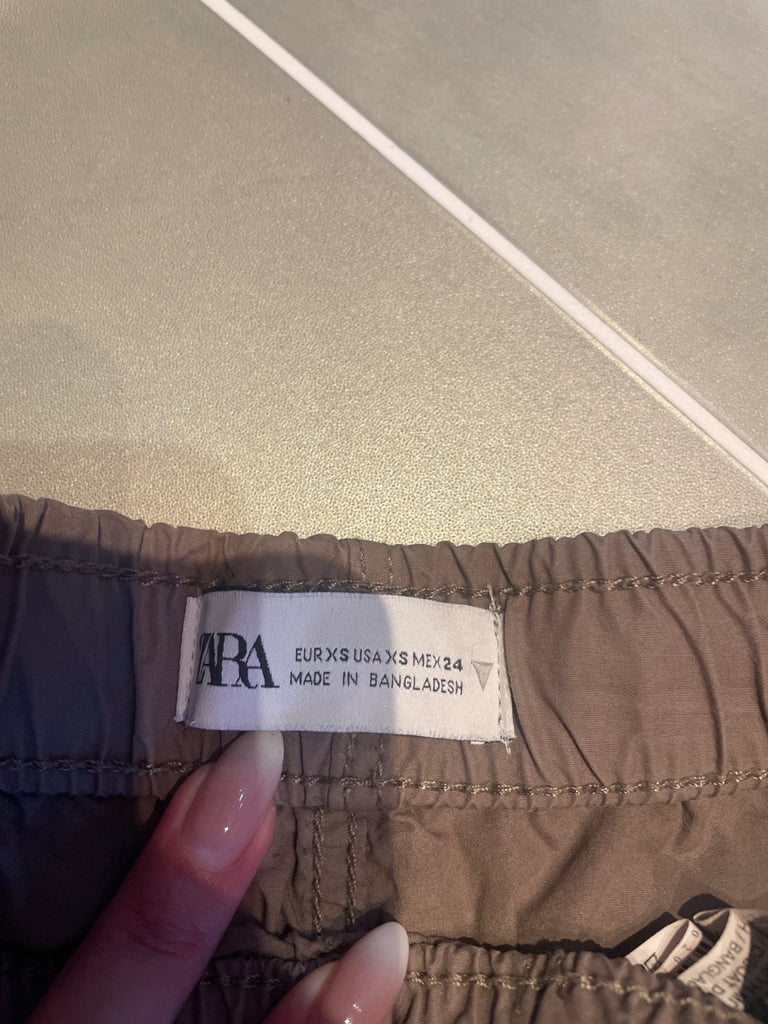 ZARA
EUR XS USA XS MEX 24
MADE IN BANGLADESH